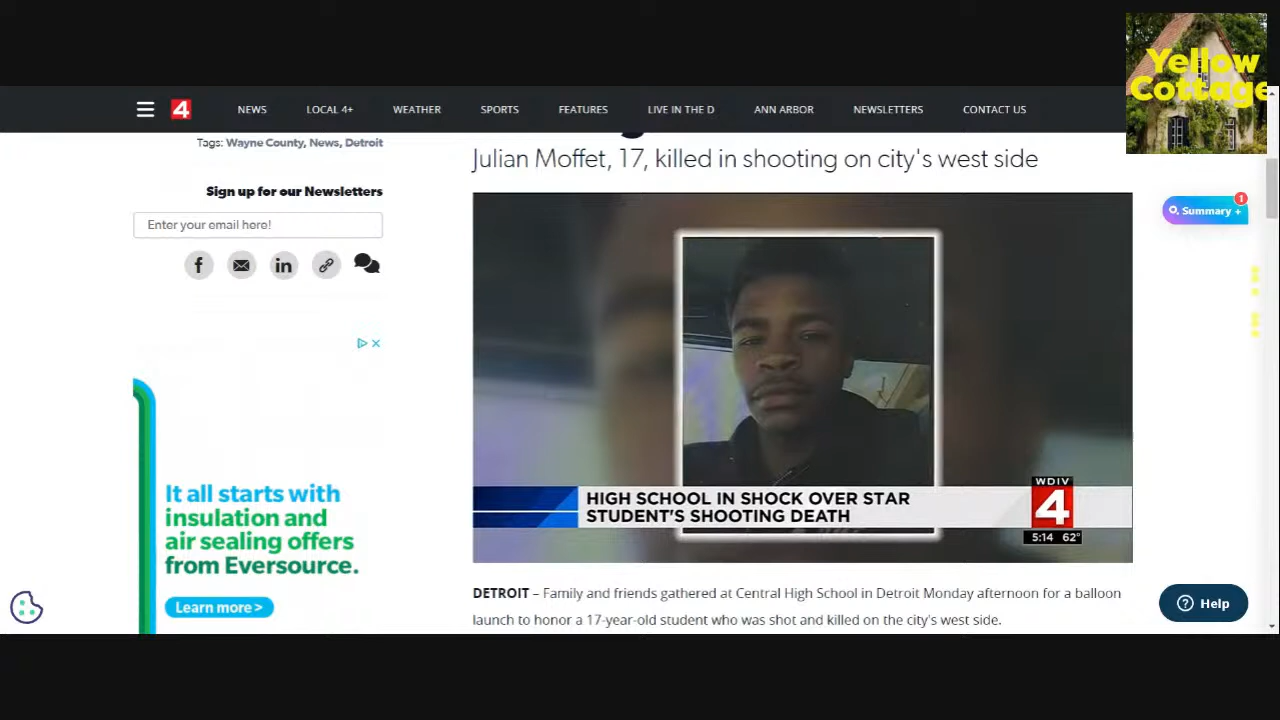 Yellow
Cottage
4
NEWS
LOCAL 4+
WEATHER
SPORTS
FEATURES
LIVE IN THE D
ANN ARBOR
NEWSLETTERS
CONTACT US
Tags: Wayne County, News, Detroit
Sign up for our Newsletters
Enter your email here!
f
in
Julian Moffet, 17, killed in shooting on city's west side
Summary +
1
HIGH SCHOOL IN SHOCK OVER STAR
STUDENT'S SHOOTING DEATH
WDIV
4
5:14 62°
It all starts with
insulation and
air sealing offers
from Eversource.
Learn more >
DETROIT – Family and friends gathered at Central High School in Detroit Monday afternoon for a balloon
launch to honor a 17-year-old student who was shot and killed on the city's west side.
? Help